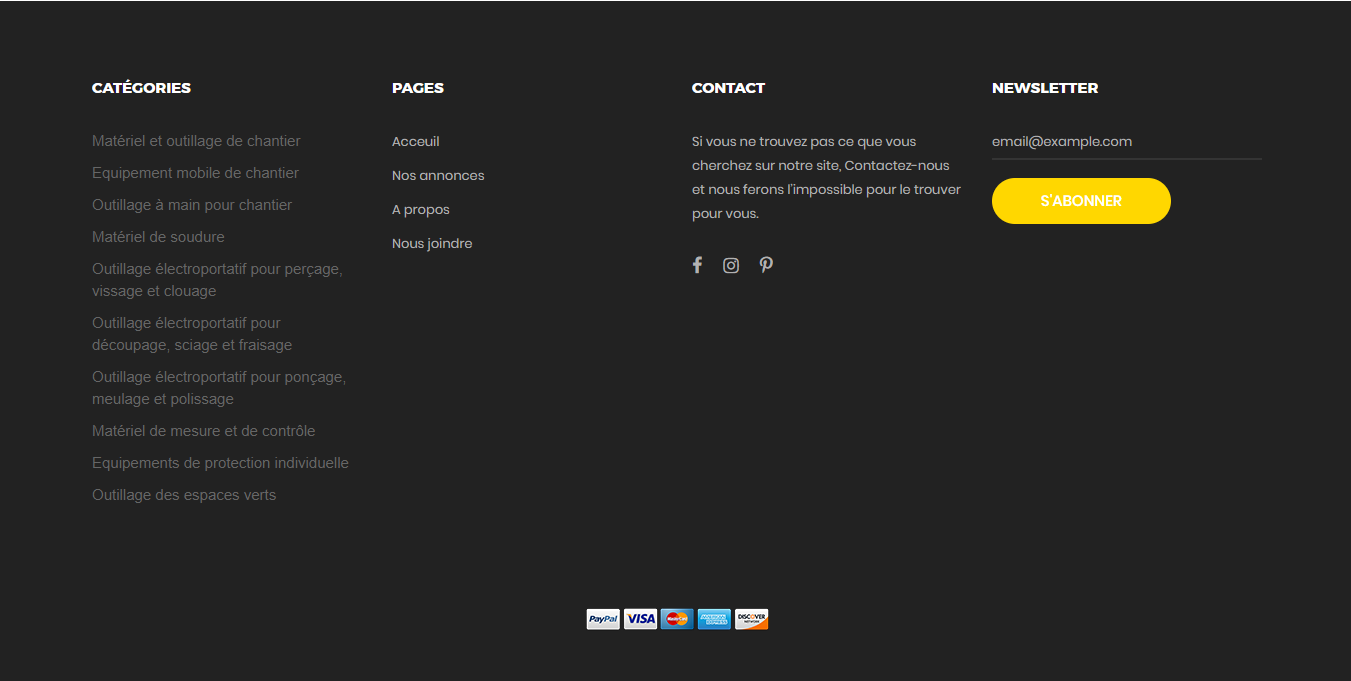 CATÉGORIES
Matériel et outillage de chantier
Equipement mobile de chantier
Outillage à main pour chantier
Matériel de soudure
Outillage électroportatif pour perçage,
vissage et clouage
Outillage électroportatif pour
découpage, sciage et fraisage
Outillage électroportatif pour ponçage,
meulage et polissage
Matériel de mesure et de contrôle
Equipements de protection individuelle
Outillage des espaces verts
PAGES
Acceuil
Nos annonces
A propos
Nous joindre
CONTACT
Si vous ne trouvez pas ce que vous
cherchez sur notre site, Contactez-nous
et nous ferons l'impossible pour le trouver
pour vous.
NEWSLETTER
email@example.com
S'ABONNER
PayPal
VISA
MasterCard
AMERICAN EXPRESS
DISCOVER
NETWORK